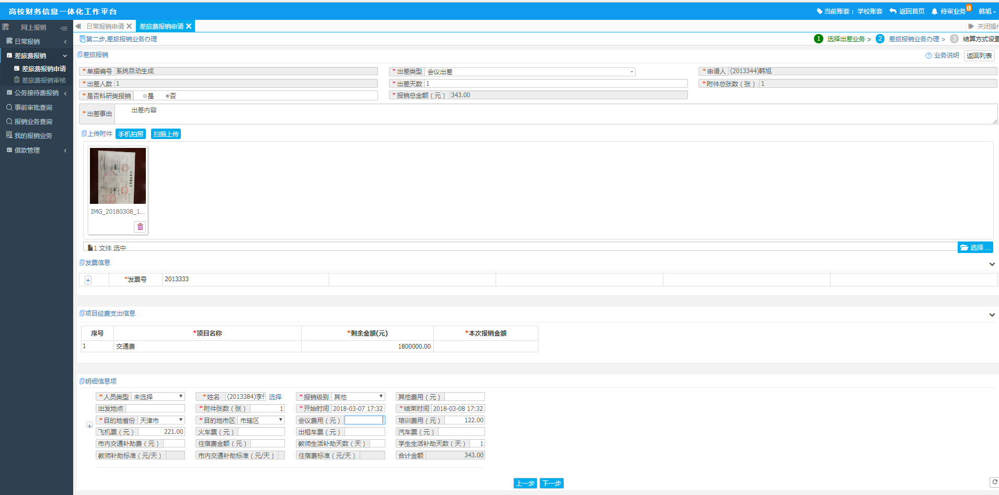 高校财务信息一体化工作平台
当前账套： 学校账套 返回首页 待审业务 0 韩旭
网上报销
日常报销申请 差旅费报销申请 关闭操作
日常报销
差旅费报销
差旅费报销申请
差旅费报销审核
公务接待费报销
事前审批查询
报销业务查询
我的报销业务
借款管理
第二步,差旅报销业务办理
1 选择出差业务 > 2 差旅报销业务办理 > 3 结算方式设置
差旅报销
业务说明 返回列表
*单据编号 系统自动生成 *出差类型 会议出差 *申请人 (2013344)韩旭
*出差人数 1 *出差天数 1 *附件总张数（张） 1
*是否科研类报销 是 否 *报销总金额（元） 343.00
*出差事由 出差内容
上传附件 手机拍照 扫描上传
IMG_20180308_1...
1 文件 选中 选择 ...
发票信息
+ *发票号 2013333
项目经费支出信息
序号 *项目名称 *剩余金额(元) *本次报销金额
1 交通费 1800000.00
明细信息项
*人员类型 未选择 *姓名 (2013384)李 选择 *报销级别 其他 其他费用（元）
出发地点 *附件张数（张） 1 *开始时间 2018-03-07 17:32 *结束时间 2018-03-08 17:32
*目的地省份 天津市 *目的地市区 市辖区 会议费用（元） 培训费用（元） 122.00
飞机票（元） 221.00 火车票（元） 出租车票（元） 汽车票（元）
市内交通补助费（元） 住宿费金额（元） 教师生活补助天数（天） 学生生活补助天数（天） 1
教师补助标准（元/天） 市内交通补助标准（元/天） 住宿费标准（元/天） 合计金额 343.00
上一步 下一步